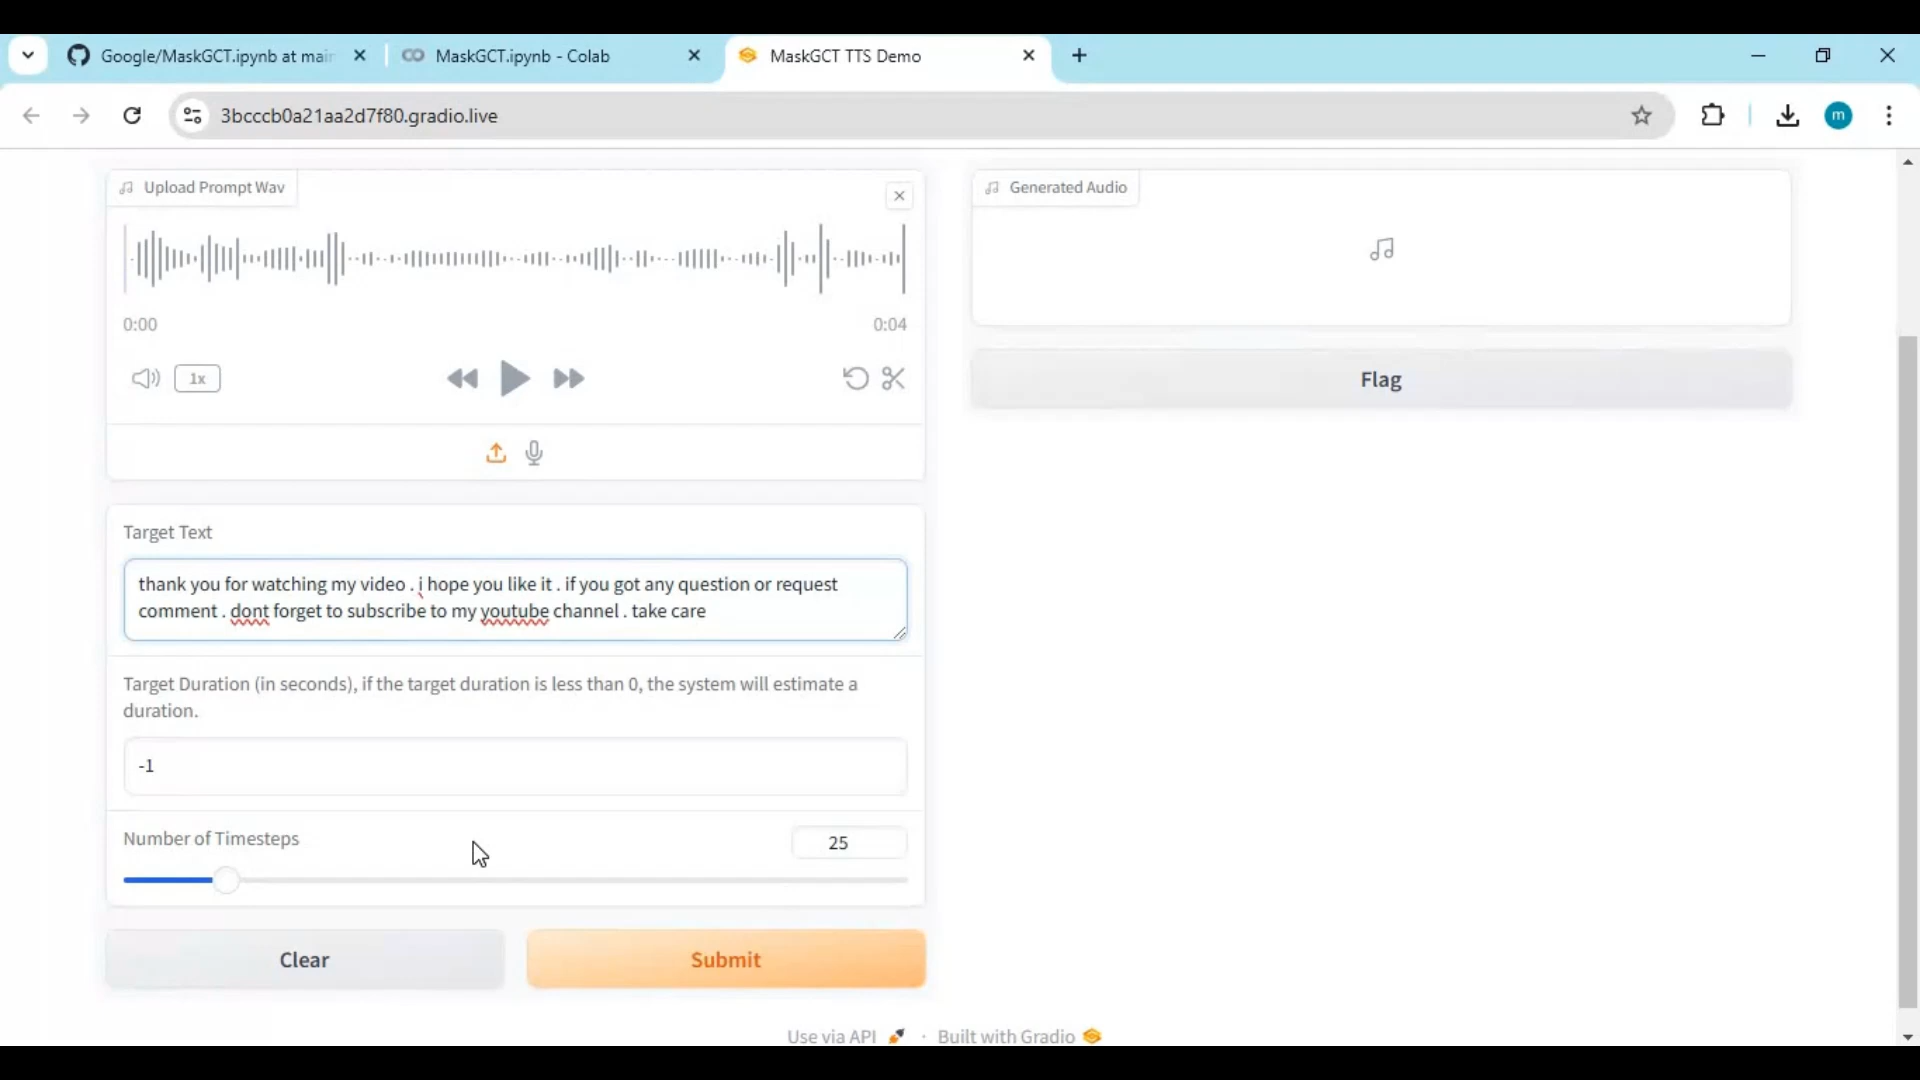 Google/MaskGCT.ipynb at main
MaskGCT.ipynb - Colab
MaskGCT TTS Demo
3bcccb0a21aa2d7f80.gradio.live
m
Upload Prompt Wav
0:00
0:04
1x
Generated Audio
Flag
Target Text
thank you for watching my video . i hope you like it . if you got any question or request
comment . dont forget to subscribe to my youtube channel . take care
Target Duration (in seconds), if the target duration is less than 0, the system will estimate a
duration.
-1
Number of Timesteps
25
Clear
Submit
Use via API
· Built with Gradio